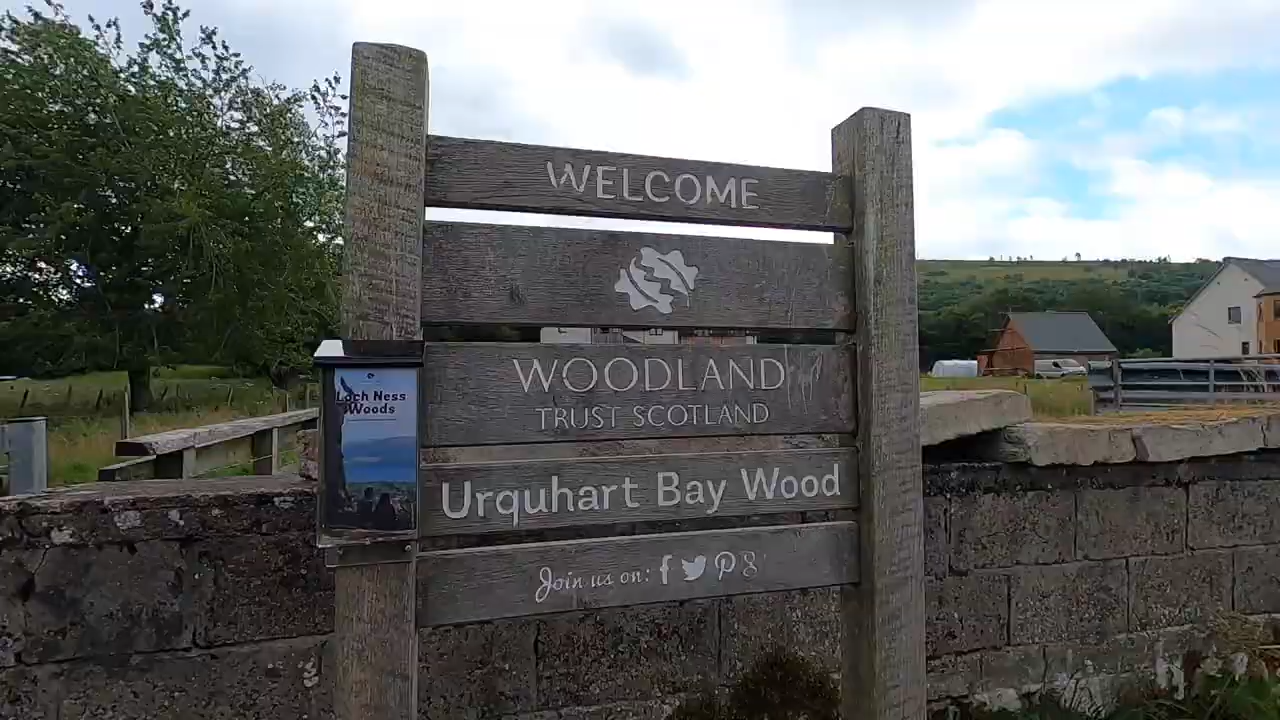 WELCOME
WOODLAND
TRUST SCOTLAND
Loch Ness
Woods
Urquhart Bay Wood
Join us on: